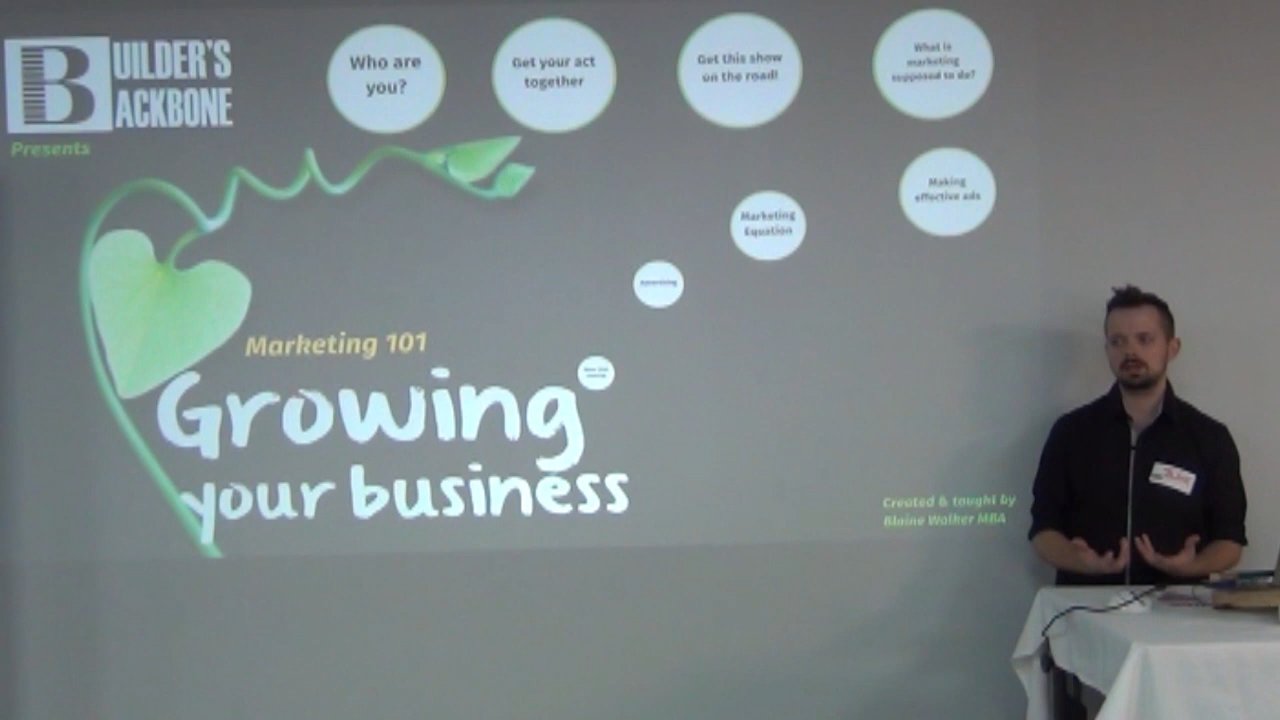 BUILDER'S
BACKBONE
Presents
Who are
you?
Get your act
together
Get this show
on the road!
What is
marketing
supposed to do?
Making
effective ads
Marketing
Equation
Advertising
Marketing 101
Growing
your business
Created & taught by
Blaine Walker MBA